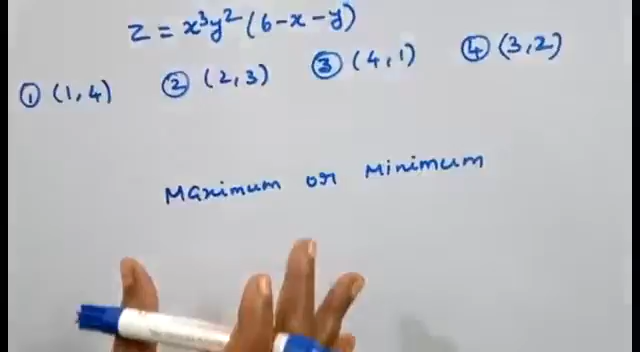 z = x³y² (6-x-y)
① (1,4) ② (2,3) ③ (4,1) ④ (3,2)
Maximum or Minimum